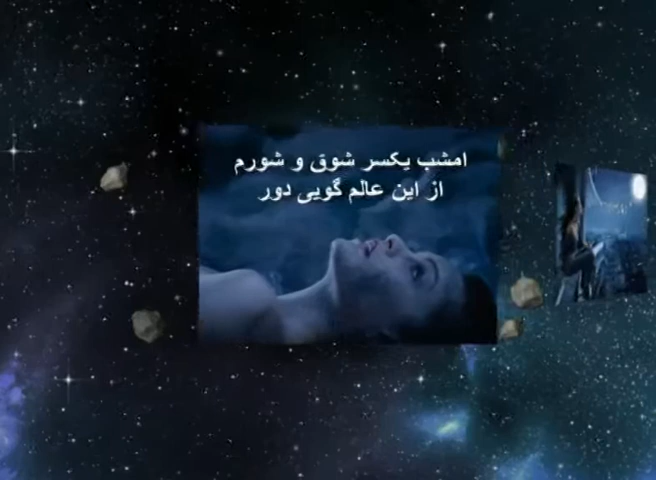 امشب یکسر شوق و شورم
از این عالم گویی دور